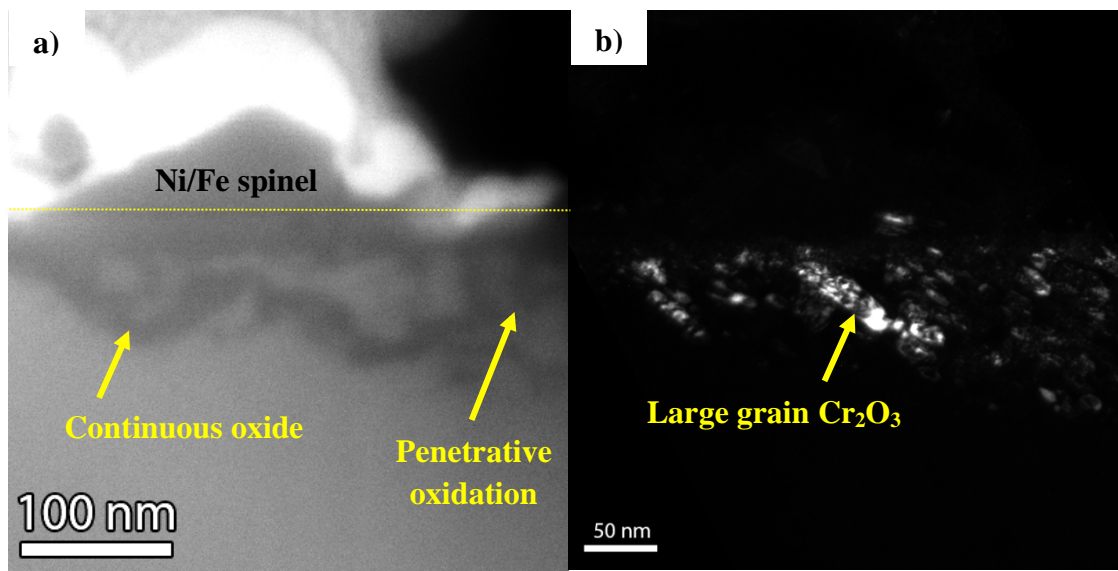 a)
Ni/Fe spinel
Continuous oxide
Penetrative
oxidation
100 nm
b)
Large grain Cr₂O₃
50 nm